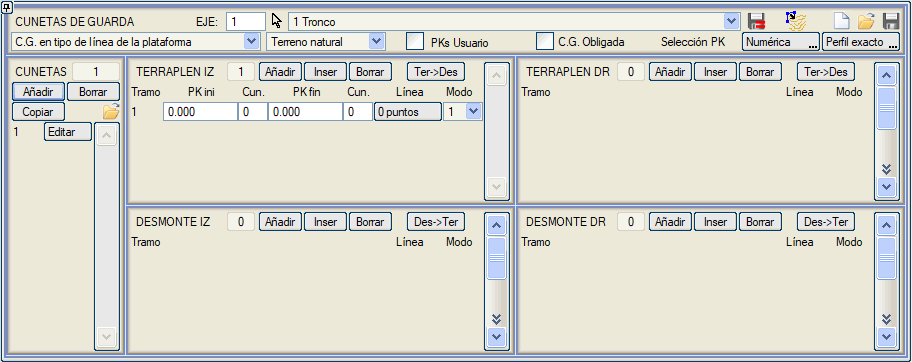 CUNETAS DE GUARDA EJE: 1 1 Tronco
C.G. en tipo de línea de la plataforma Terreno natural PKs Usuario C.G. Obligada Selección PK Numérica ... Perfil exacto ...
CUNETAS 1
Añadir Borrar
Copiar
1 Editar
TERRAPLEN IZ 1 Añadir Inser Borrar Ter->Des
Tramo PK ini Cun. PK fin Cun. Línea Modo
1 0.000 0 0.000 0 0 puntos 1
TERRAPLEN DR 0 Añadir Inser Borrar Ter->Des
Tramo Línea Modo
DESMONTE IZ 0 Añadir Inser Borrar Des->Ter
Tramo Línea Modo
DESMONTE DR 0 Añadir Inser Borrar Des->Ter
Tramo Línea Modo